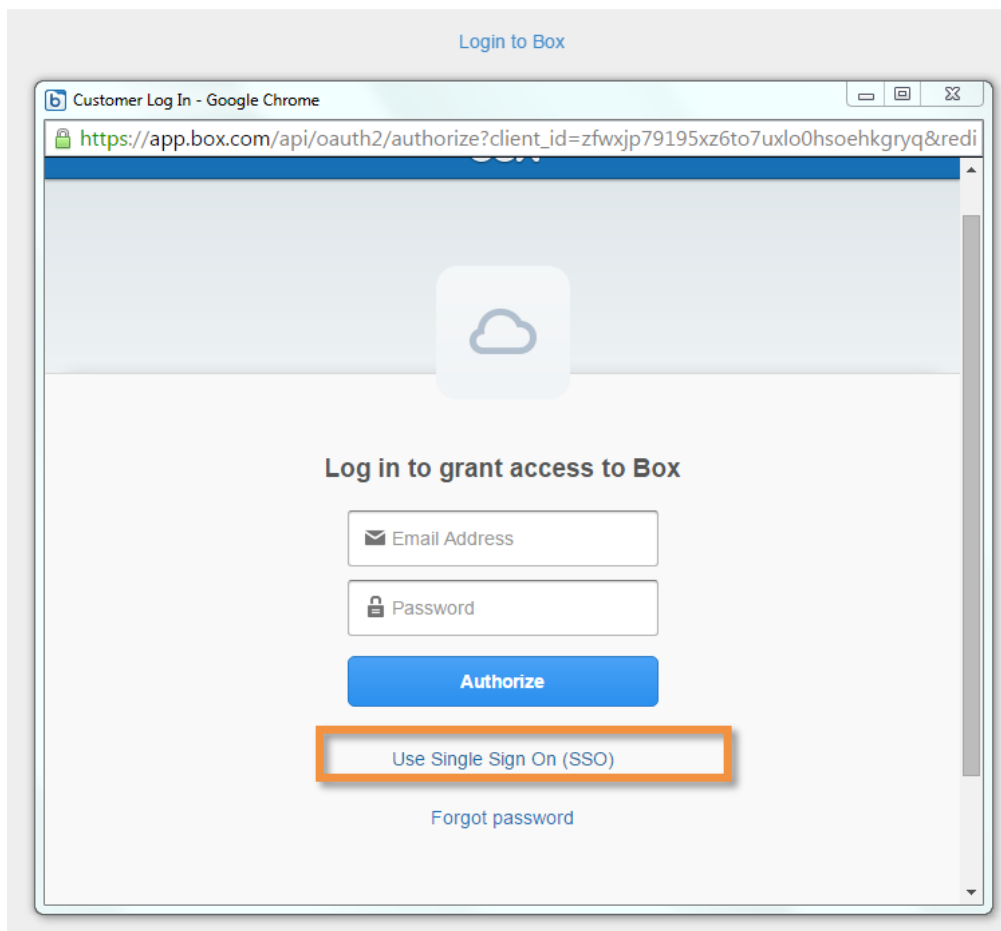 Login to Box
Customer Log In - Google Chrome
https://app.box.com/api/oauth2/authorize?client_id=zfwxjp79195xz6to7uxlo0hsoehkgryq&redi
Log in to grant access to Box
Email Address
Password
Authorize
Use Single Sign On (SSO)
Forgot password